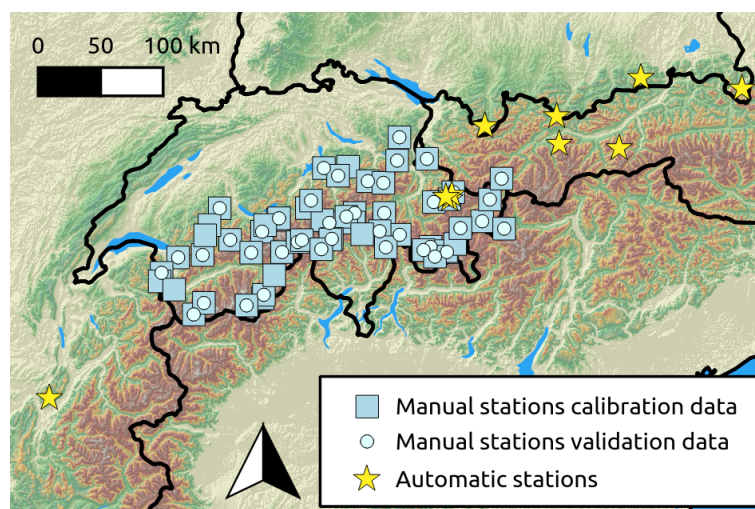 0 50 100 km
Manual stations calibration data
Manual stations validation data
Automatic stations